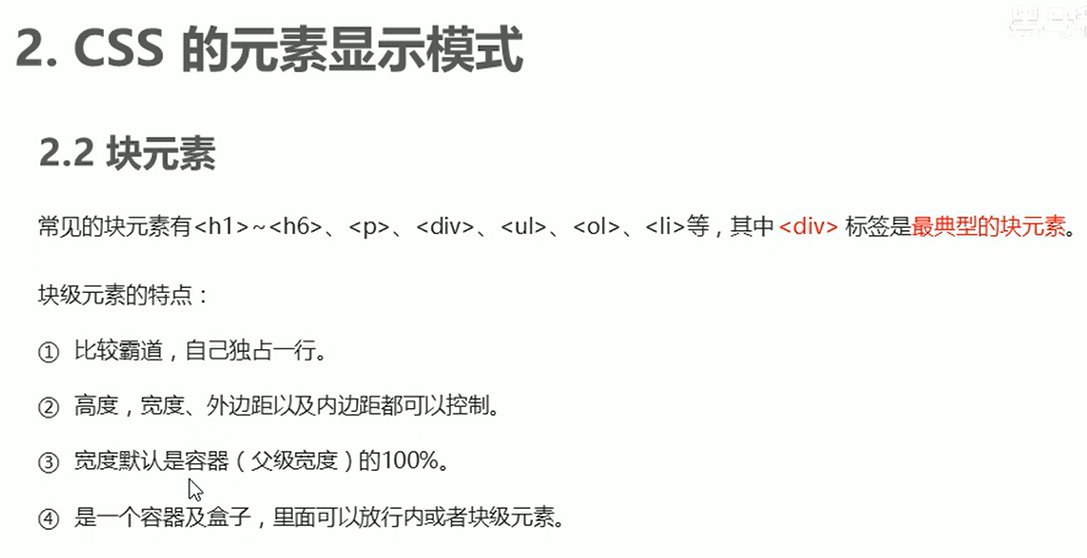 黑马
2. CSS 的元素显示模式
2.2 块元素
常见的块元素有<h1>~<h6>、<p>、<div>、<ul>、<ol>、<li>等，其中 <div> 标签是最典型的块元素。
块级元素的特点：
① 比较霸道，自己独占一行。
② 高度，宽度、外边距以及内边距都可以控制。
③ 宽度默认是容器（父级宽度）的100%。
④ 是一个容器及盒子，里面可以放行内或者块级元素。